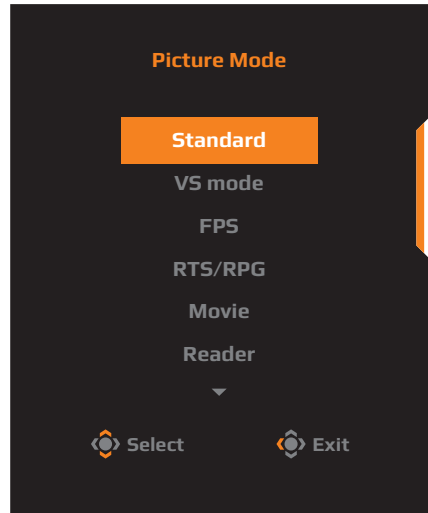 Picture Mode
Standard
VS mode
FPS
RTS/RPG
Movie
Reader
Select Exit